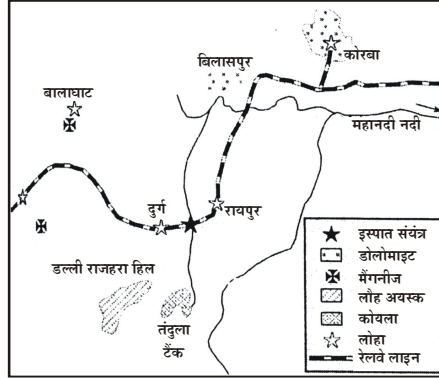 कोरबा
बिलासपुर
बालाघाट
महानदी नदी
दुर्ग
रायपुर
डल्ली राजहरा हिल
तंदुला
टैंक
इस्पात संयंत्र
डोलोमाइट
मैंगनीज
लौह अयस्क
कोयला
लोहा
रेलवे लाइन